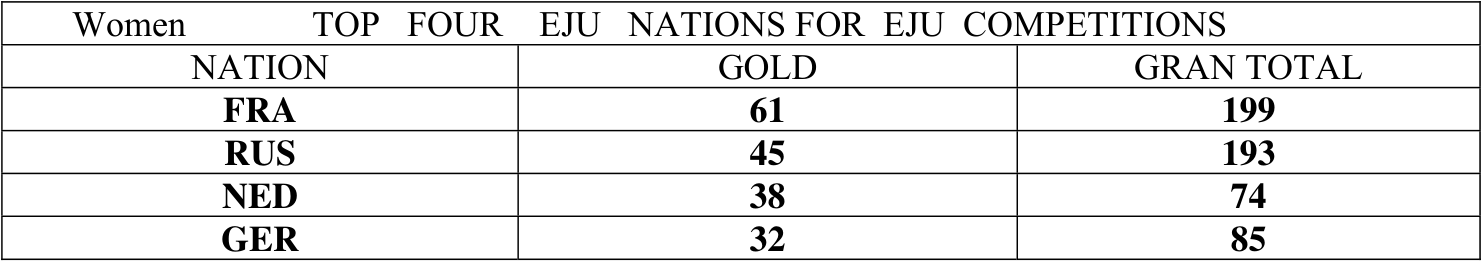 Women TOP FOUR EJU NATIONS FOR EJU COMPETITIONS
NATION GOLD GRAN TOTAL
FRA 61 199
RUS 45 193
NED 38 74
GER 32 85